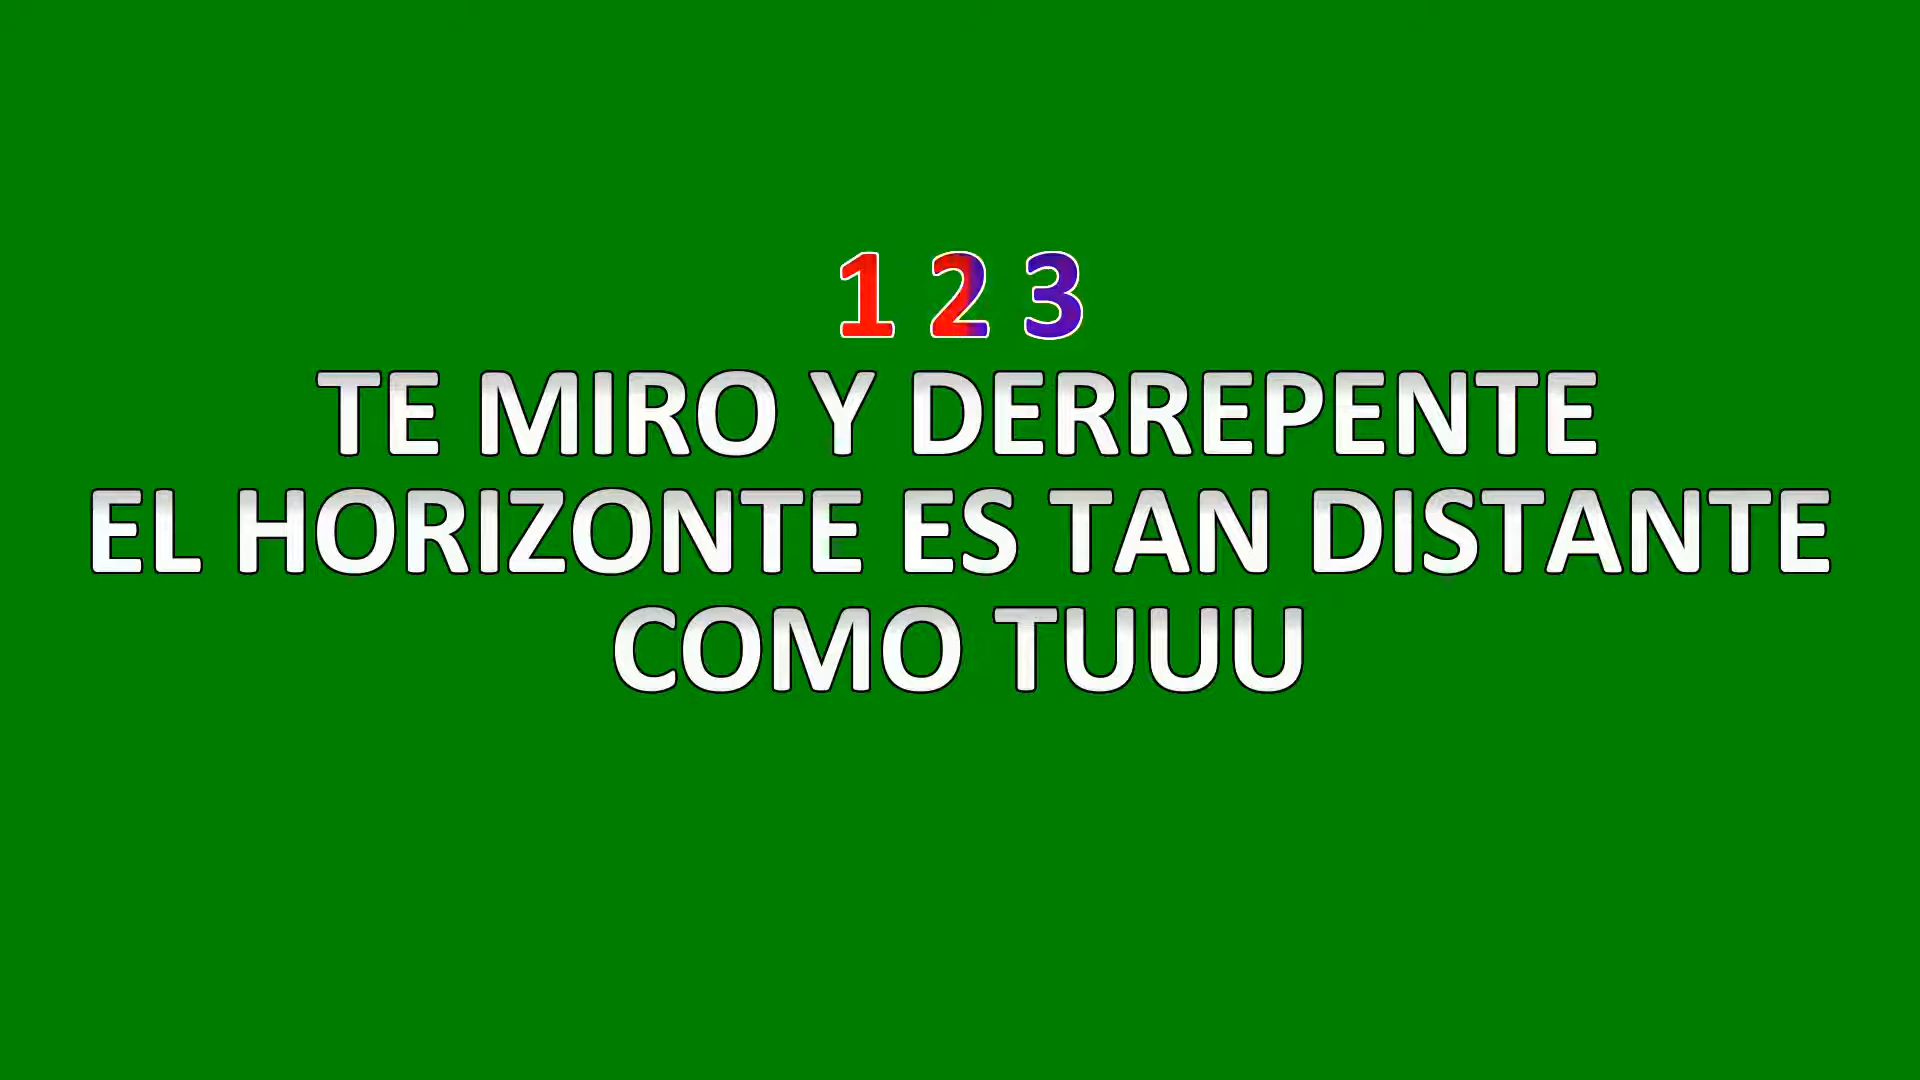 1 2 3
TE MIRO Y DERREPENTE
EL HORIZONTE ES TAN DISTANTE
COMO TUUU